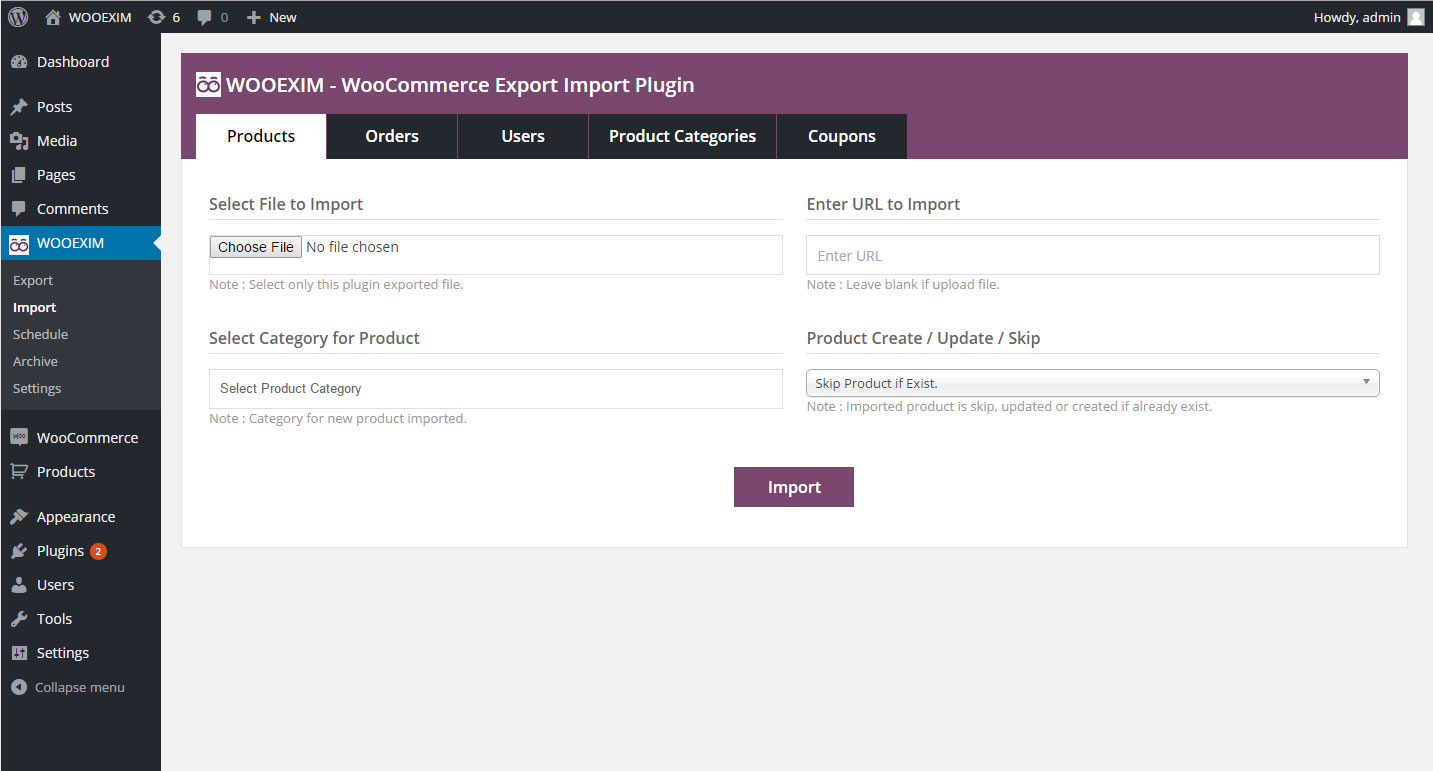 WOOEXIM 6 0 New Howdy, admin
Dashboard
Posts
Media
Pages
Comments
WOOEXIM
Export
Import
Schedule
Archive
Settings
WooCommerce
Products
Appearance
Plugins 2
Users
Tools
Settings
Collapse menu
WOOEXIM - WooCommerce Export Import Plugin
Products Orders Users Product Categories Coupons
Select File to Import
Choose File No file chosen
Note : Select only this plugin exported file.
Enter URL to Import
Enter URL
Note : Leave blank if upload file.
Select Category for Product
Select Product Category
Note : Category for new product imported.
Product Create / Update / Skip
Skip Product if Exist.
Note : Imported product is skip, updated or created if already exist.
Import